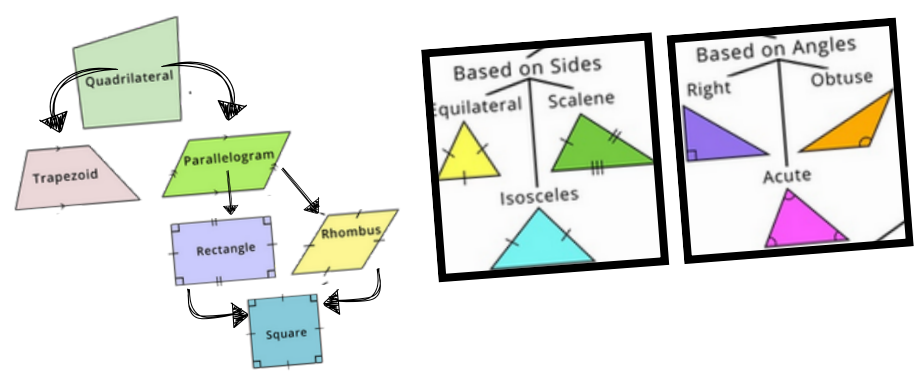 Quadrilateral
Trapezoid
Parallelogram
Rectangle
Rhombus
Square
Based on Sides
Equilateral
Scalene
Isosceles
Based on Angles
Right
Obtuse
Acute